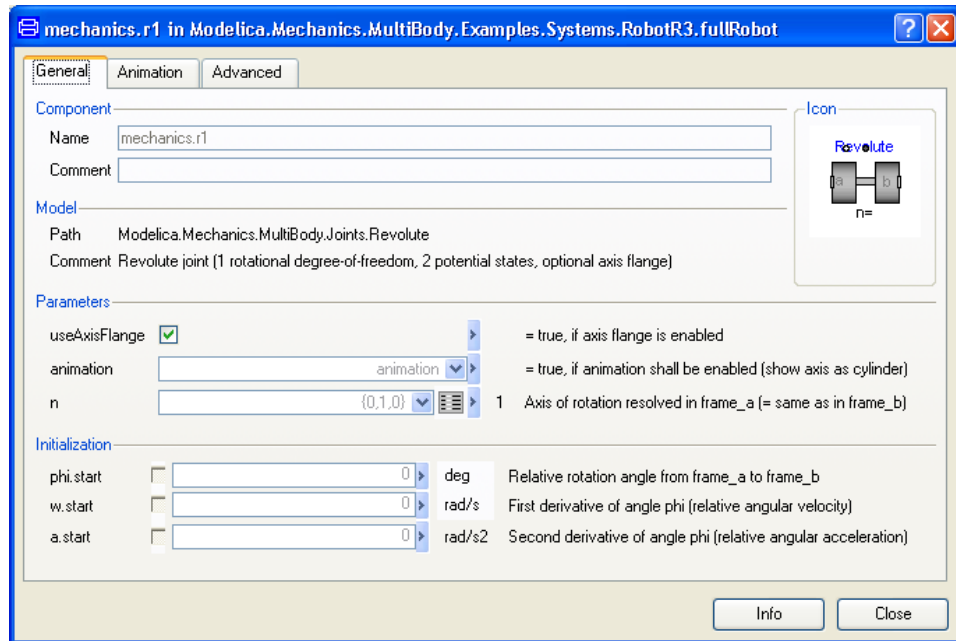 mechanics.r1 in Modelica.Mechanics.MultiBody.Examples.Systems.RobotR3.fullRobot
General Animation Advanced
Component
Name mechanics.r1
Comment
Icon
Revolute
a b
n=
Model
Path Modelica.Mechanics.MultiBody.Joints.Revolute
Comment Revolute joint (1 rotational degree-of-freedom, 2 potential states, optional axis flange)
Parameters
useAxisFlange = true, if axis flange is enabled
animation animation = true, if animation shall be enabled (show axis as cylinder)
n {0,1,0} 1 Axis of rotation resolved in frame_a (= same as in frame_b)
Initialization
phi.start 0 deg Relative rotation angle from frame_a to frame_b
w.start 0 rad/s First derivative of angle phi (relative angular velocity)
a.start 0 rad/s2 Second derivative of angle phi (relative angular acceleration)
Info Close